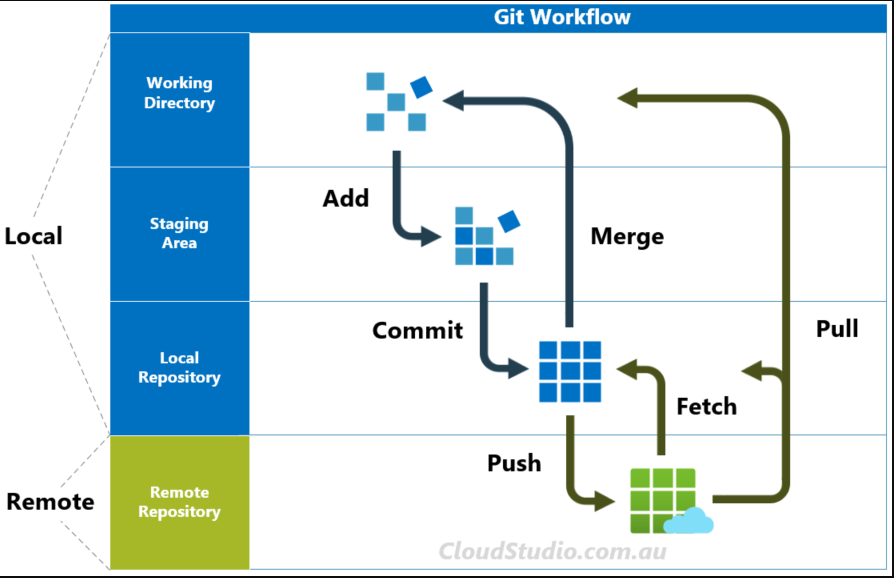 Git Workflow
Working
Directory
Add
Staging
Area
Local
Merge
Commit
Pull
Local
Repository
Fetch
Push
Remote
Remote
Repository
CloudStudio.com.au